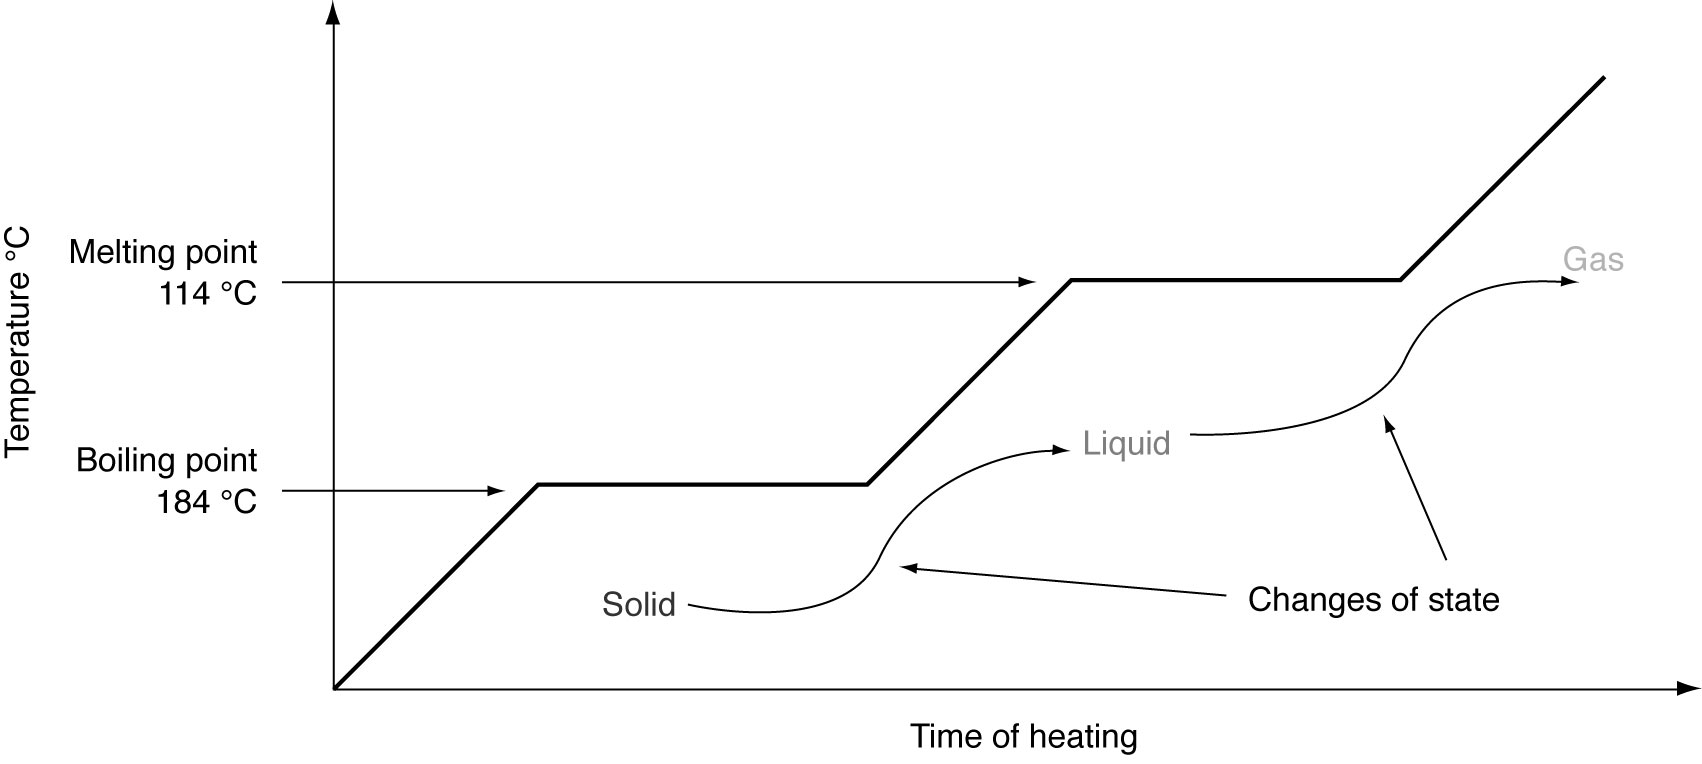 Temperature °C
Melting point
114 °C
Gas
Boiling point
184 °C
Liquid
Solid
Changes of state
Time of heating